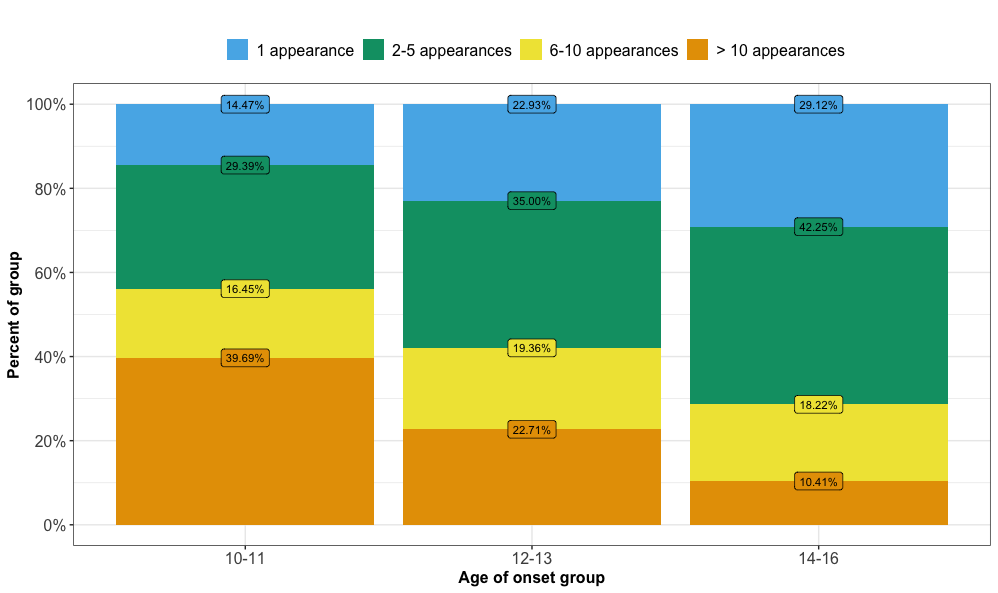 1 appearance 2-5 appearances 6-10 appearances > 10 appearances
100% 14.47% 22.93% 29.12%
29.39%
80%
35.00%
42.25%
60%
16.45%
Percent of group
19.36%
40% 39.69%
18.22%
22.71%
20%
10.41%
0%
10-11 12-13 14-16
Age of onset group